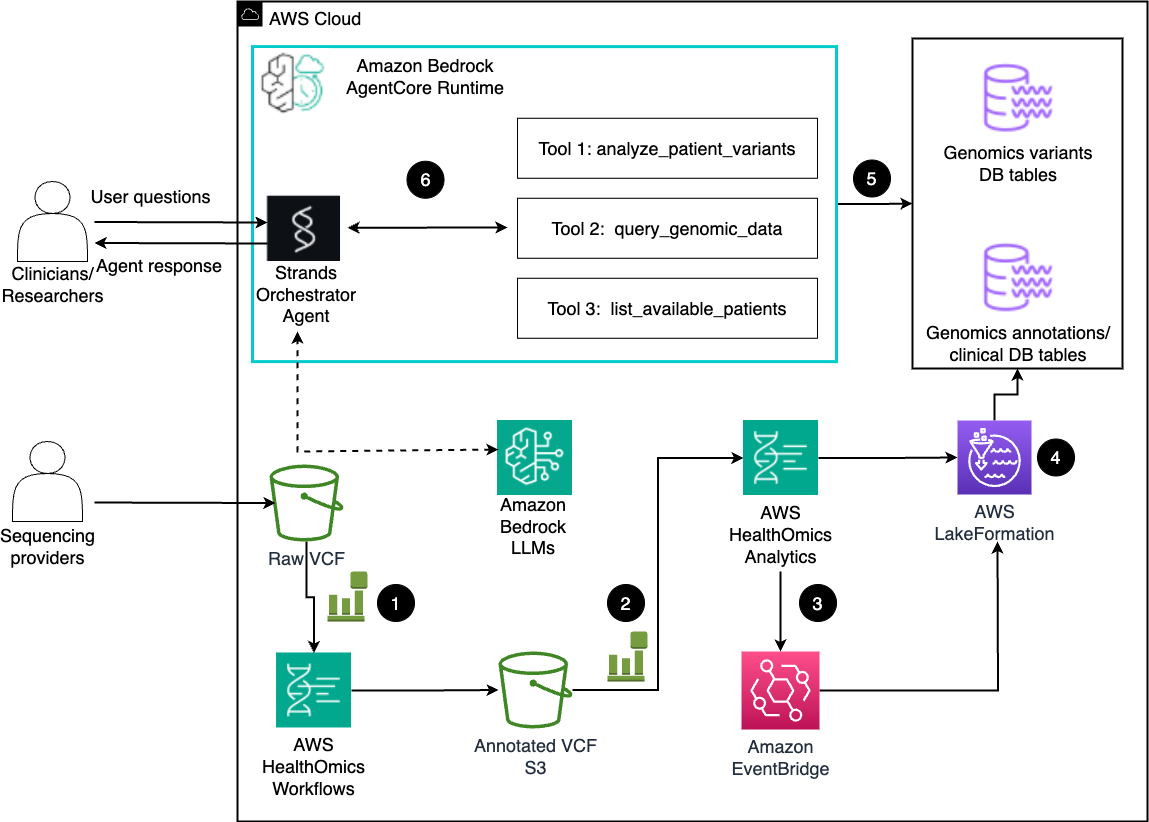 AWS Cloud
Amazon Bedrock
AgentCore Runtime
Tool 1: analyze_patient_variants
Tool 2:  query_genomic_data
Tool 3:  list_available_patients
6
5
Genomics variants
DB tables
Genomics annotations/
clinical DB tables
User questions
Agent response
Clinicians/
Researchers
Strands
Orchestrator
Agent
Sequencing
providers
Raw VCF
Amazon
Bedrock
LLMs
AWS
HealthOmics
Analytics
AWS
LakeFormation
4
1
2
3
AWS
HealthOmics
Workflows
Annotated VCF
S3
Amazon
EventBridge